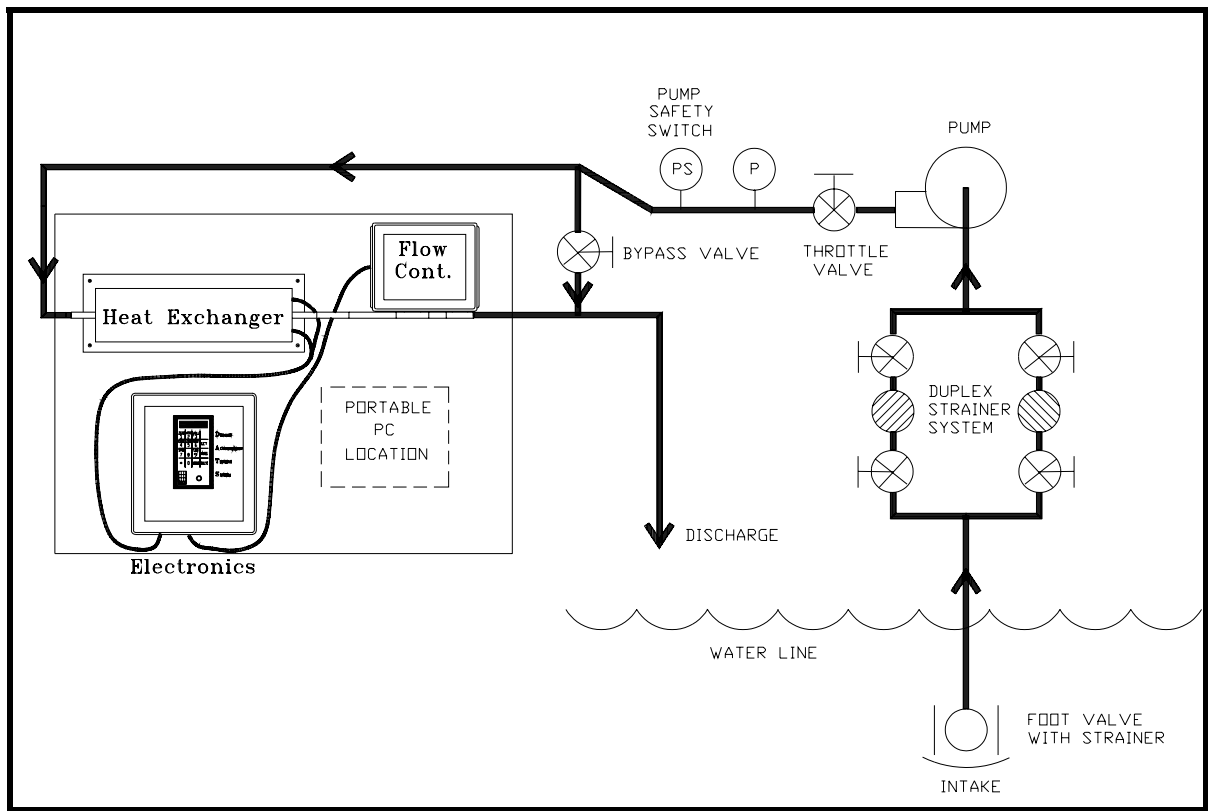 PUMP
SAFETY
SWITCH
PUMP
PS
P
Flow
Cont.
BYPASS VALVE
THROTTLE
VALVE
Heat Exchanger
PORTABLE
PC
LOCATION
DUPLEX
STRAINER
SYSTEM
DISCHARGE
Electronics
WATER LINE
FOOT VALVE
WITH STRAINER
INTAKE